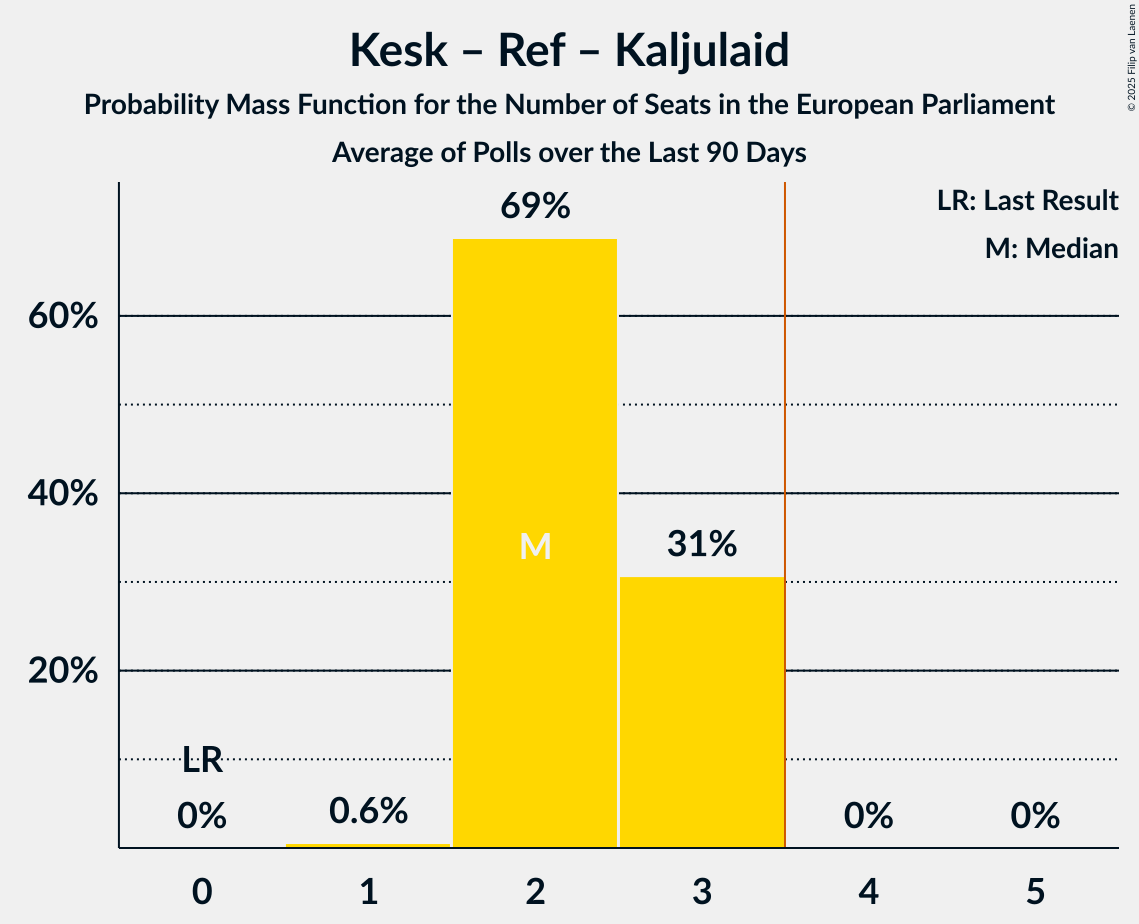 Kesk – Ref – Kaljulaid
Probability Mass Function for the Number of Seats in the European Parliament
Average of Polls over the Last 90 Days
© 2025 Filip van Laenen
LR: Last Result
M: Median
69%
60%
40%
M
31%
20%
LR
0%
0.6%
0%
0%
0 1 2 3 4 5